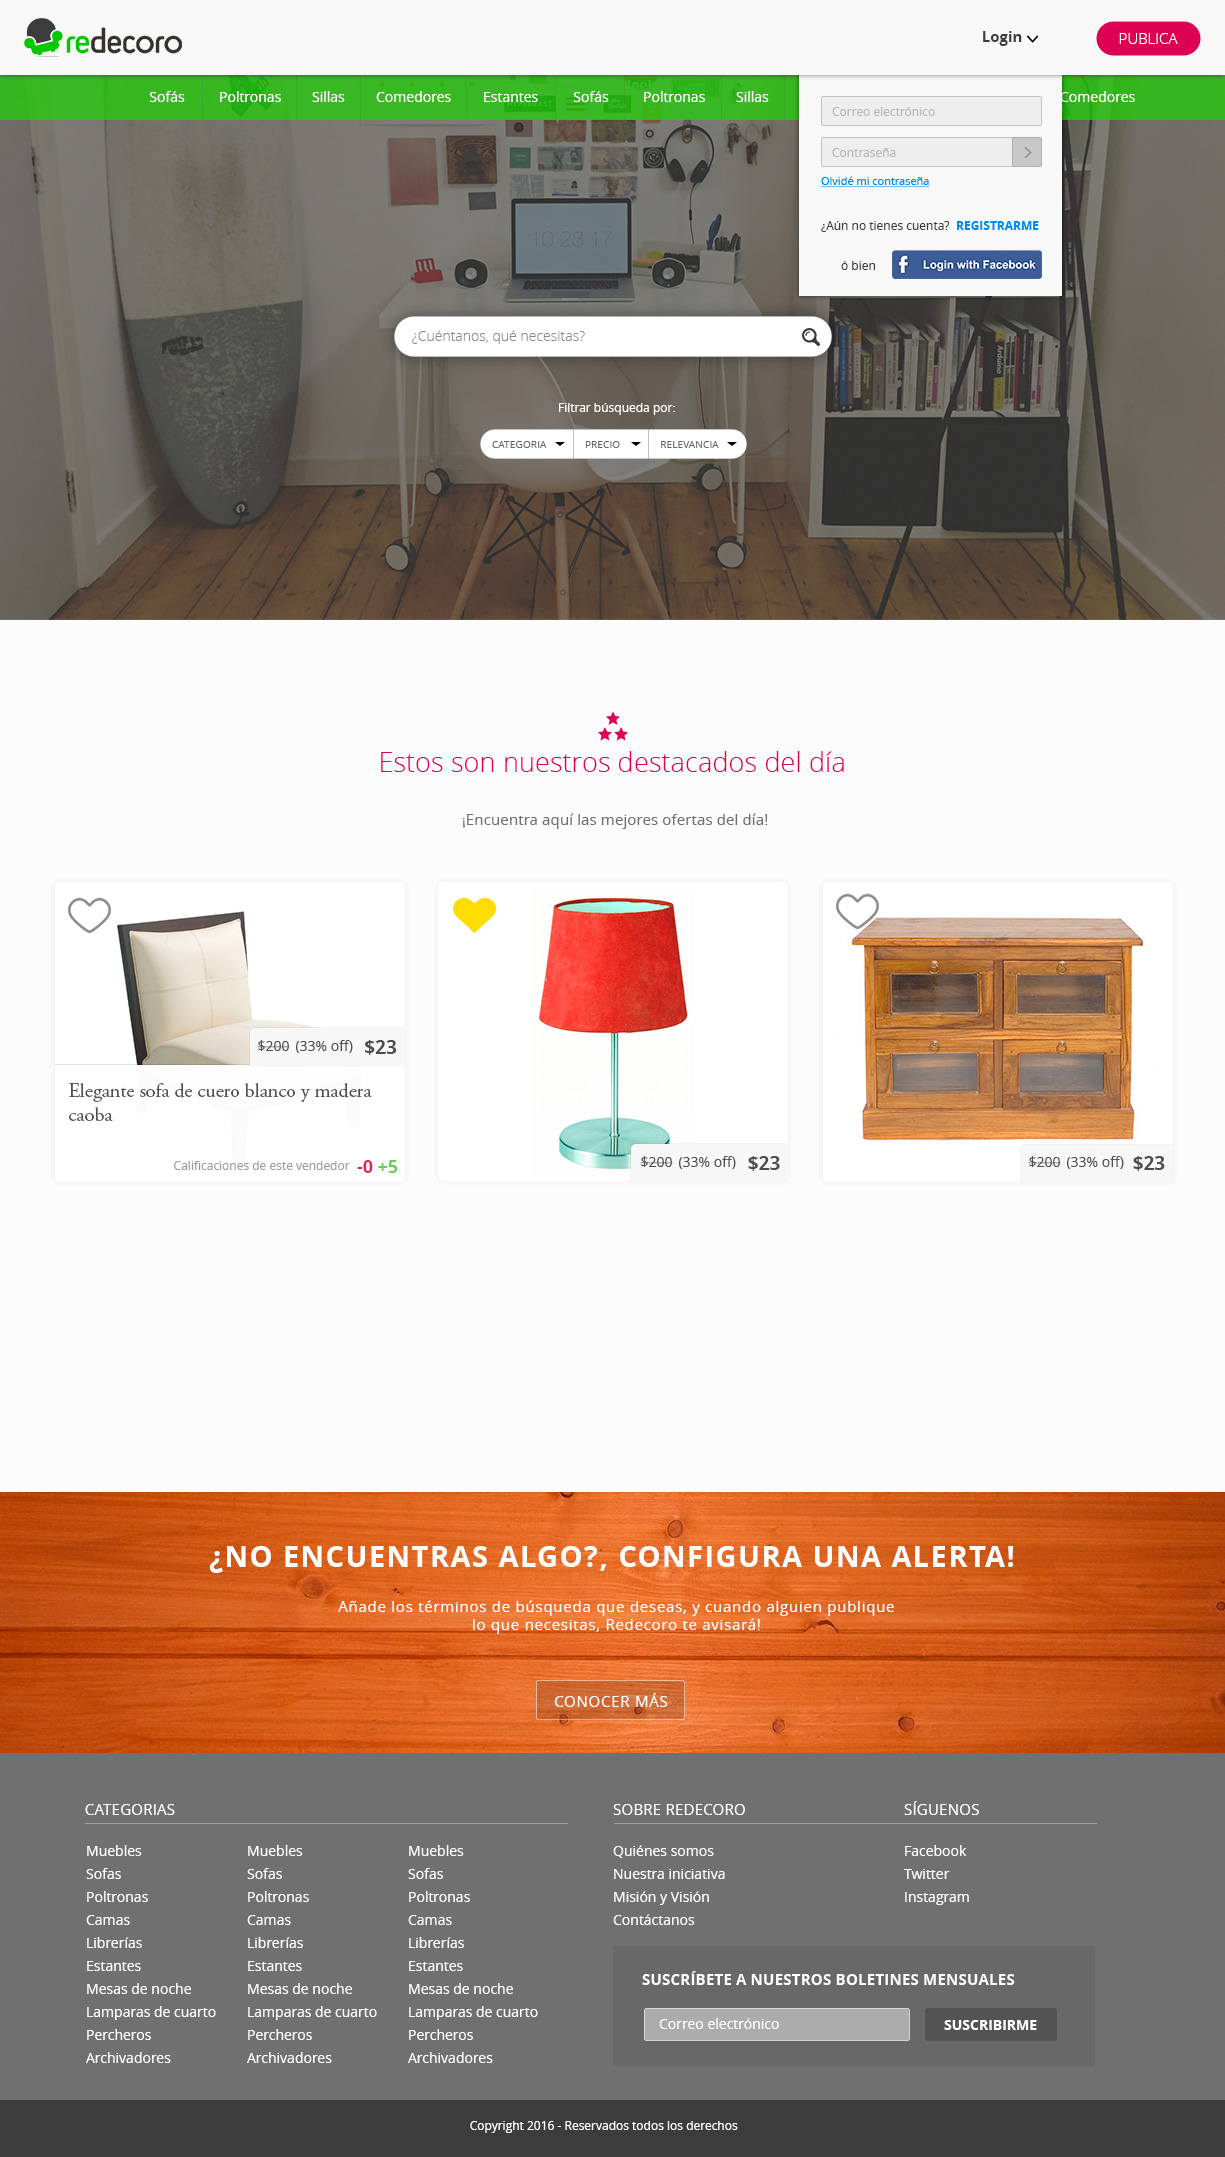 redecoro
Login
PUBLICA
Sofás Poltronas Sillas Comedores Estantes Sofás Poltronas Sillas Comedores
Correo electrónico
Contraseña
Olvidé mi contraseña
¿Aún no tienes cuenta? REGISTRARME
ó bien
Login with Facebook
10 23 17
¿Cuéntanos, qué necesitas?
Filtrar búsqueda por:
CATEGORIA PRECIO RELEVANCIA
Estos son nuestros destacados del día
¡Encuentra aquí las mejores ofertas del día!
$200 (33% off) $23
Elegante sofa de cuero blanco y madera
caoba
Calificaciones de este vendedor -0 +5
$200 (33% off) $23
$200 (33% off) $23
¿NO ENCUENTRAS ALGO?, CONFIGURA UNA ALERTA!
Añade los términos de búsqueda que deseas, y cuando alguien publique
lo que necesitas, Redecoro te avisará!
CONOCER MÁS
CATEGORIAS
Muebles Muebles Muebles
Sofas Sofas Sofas
Poltronas Poltronas Poltronas
Camas Camas Camas
Librerías Librerías Librerías
Estantes Estantes Estantes
Mesas de noche Mesas de noche Mesas de noche
Lamparas de cuarto Lamparas de cuarto Lamparas de cuarto
Percheros Percheros Percheros
Archivadores Archivadores Archivadores
SOBRE REDECORO
Quiénes somos
Nuestra iniciativa
Misión y Visión
Contáctanos
SÍGUENOS
Facebook
Twitter
Instagram
SUSCRÍBETE A NUESTROS BOLETINES MENSUALES
Correo electrónico
SUSCRIBIRME
Copyright 2016 - Reservados todos los derechos